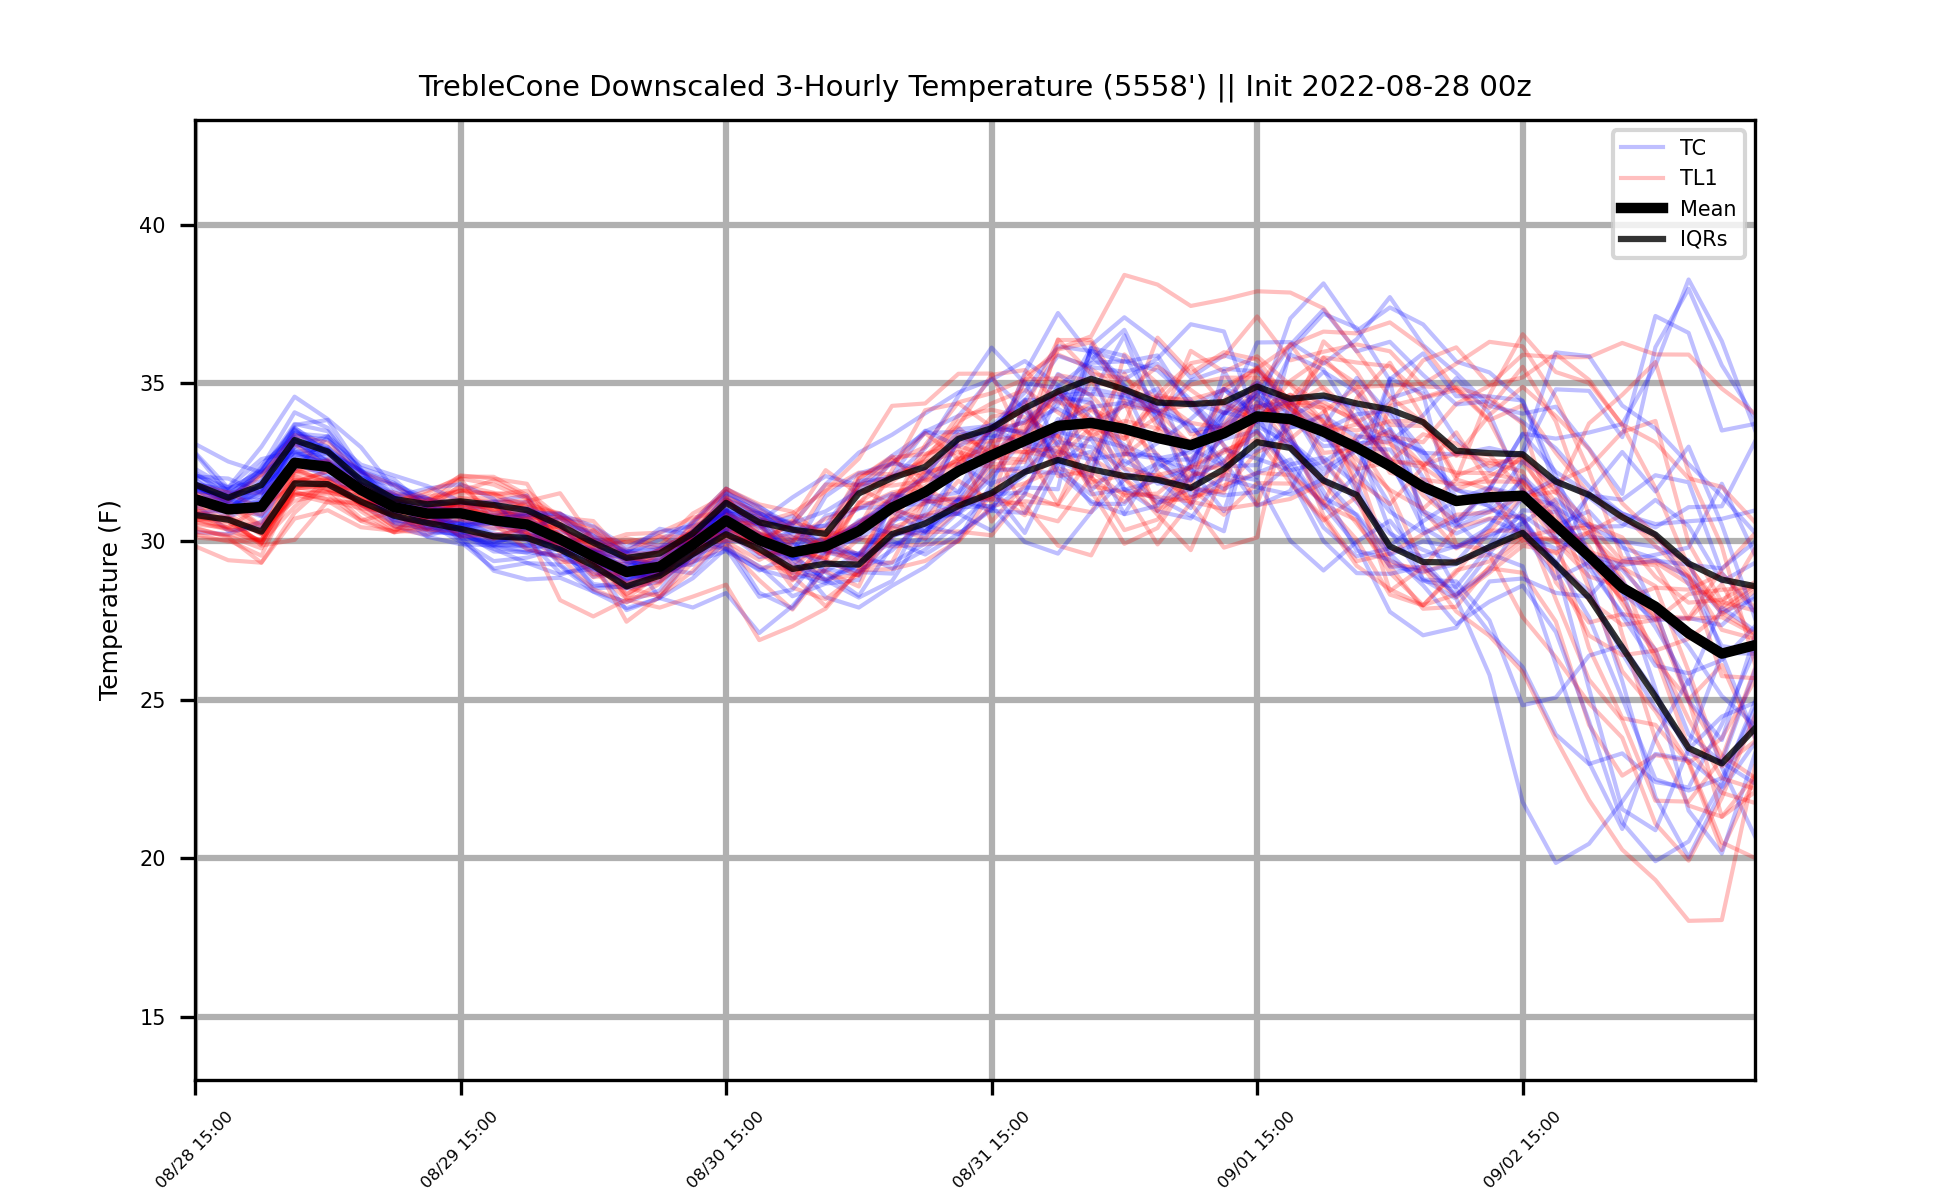 TrebleCone Downscaled 3-Hourly Temperature (5558') || Init 2022-08-28 00z
TC
TL1
Mean
IQRs
Temperature (F)
40
35
30
25
20
15
08/28 15:00
08/29 15:00
08/30 15:00
08/31 15:00
09/01 15:00
09/02 15:00